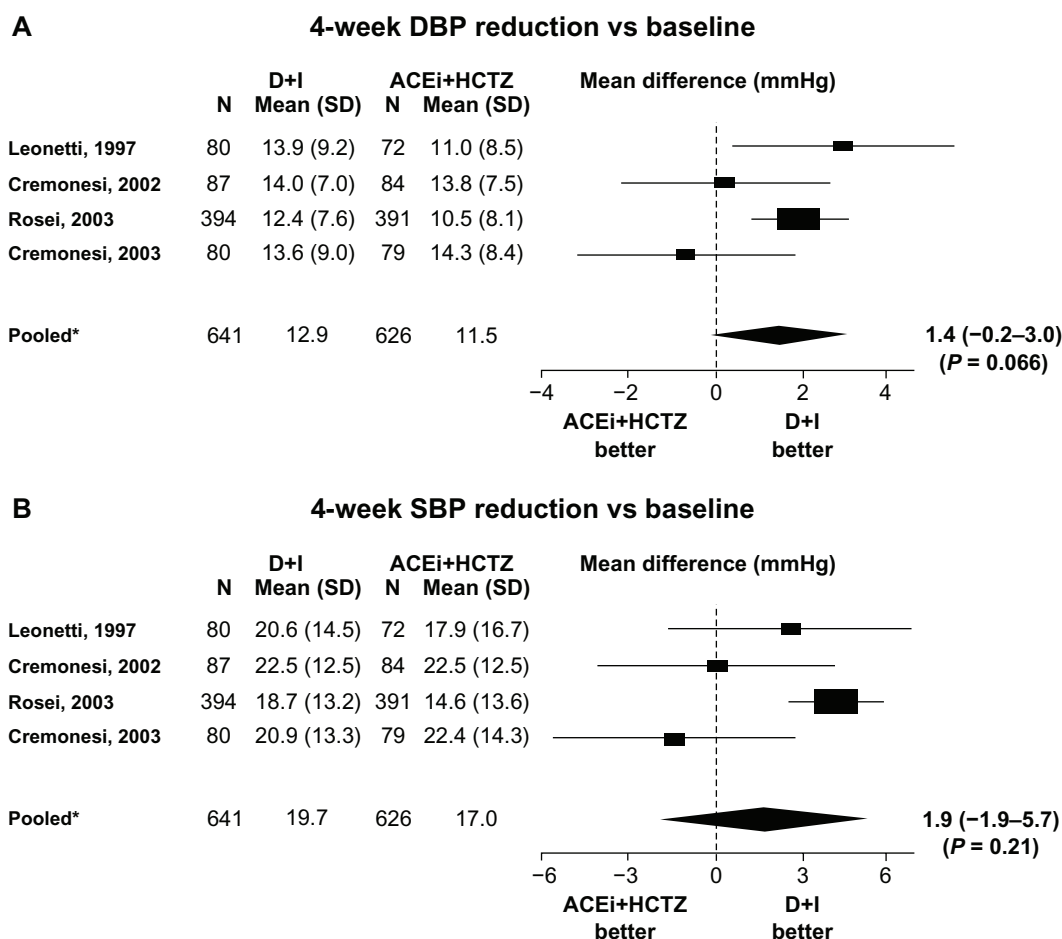 A 4-week DBP reduction vs baseline
D+I ACEi+HCTZ Mean difference (mmHg)
N Mean (SD) N Mean (SD)
Leonetti, 1997 80 13.9 (9.2) 72 11.0 (8.5)
Cremonesi, 2002 87 14.0 (7.0) 84 13.8 (7.5)
Rosei, 2003 394 12.4 (7.6) 391 10.5 (8.1)
Cremonesi, 2003 80 13.6 (9.0) 79 14.3 (8.4)
Pooled* 641 12.9 626 11.5 1.4 (−0.2–3.0)
(P = 0.066)
−4 −2 0 2 4
ACEi+HCTZ D+I
better better
B 4-week SBP reduction vs baseline
D+I ACEi+HCTZ Mean difference (mmHg)
N Mean (SD) N Mean (SD)
Leonetti, 1997 80 20.6 (14.5) 72 17.9 (16.7)
Cremonesi, 2002 87 22.5 (12.5) 84 22.5 (12.5)
Rosei, 2003 394 18.7 (13.2) 391 14.6 (13.6)
Cremonesi, 2003 80 20.9 (13.3) 79 22.4 (14.3)
Pooled* 641 19.7 626 17.0 1.9 (−1.9–5.7)
(P = 0.21)
−6 −3 0 3 6
ACEi+HCTZ D+I
better better